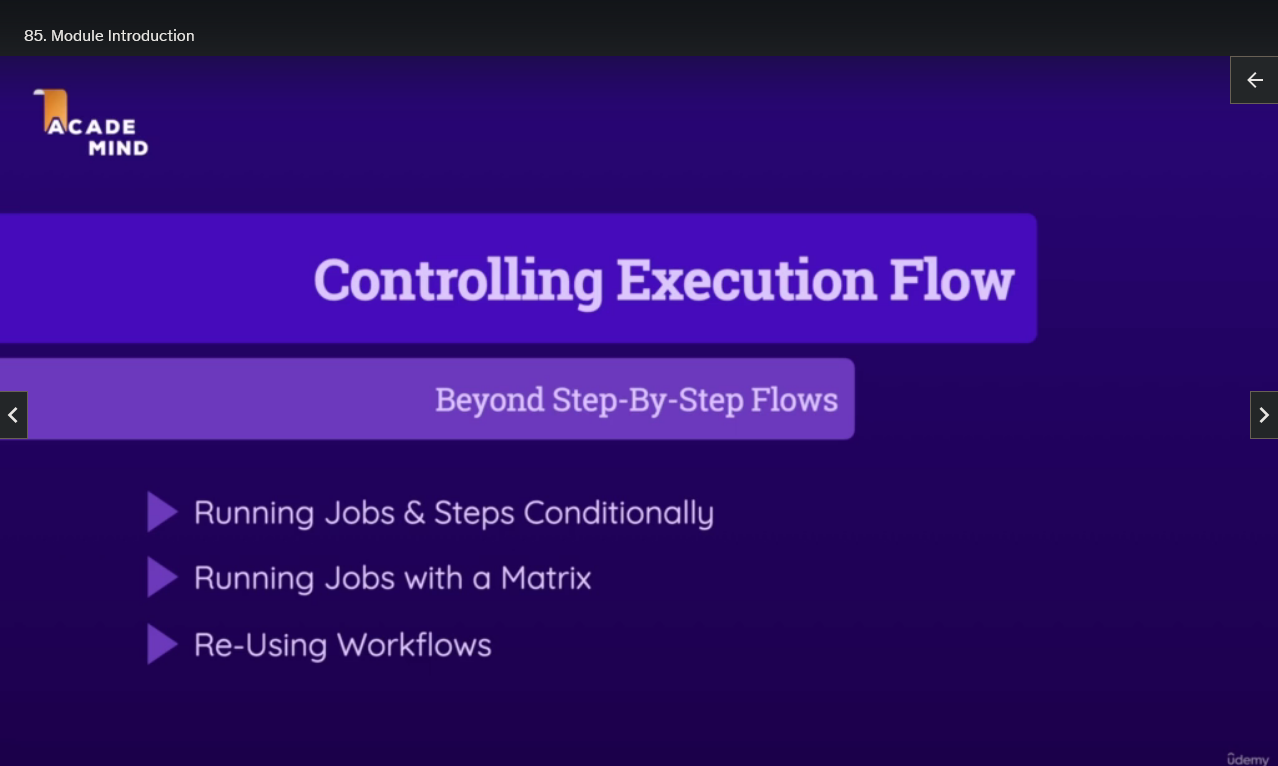 85. Module Introduction
ACADE
MIND
Controlling Execution Flow
Beyond Step-By-Step Flows
Running Jobs & Steps Conditionally
Running Jobs with a Matrix
Re-Using Workflows
ûdemy